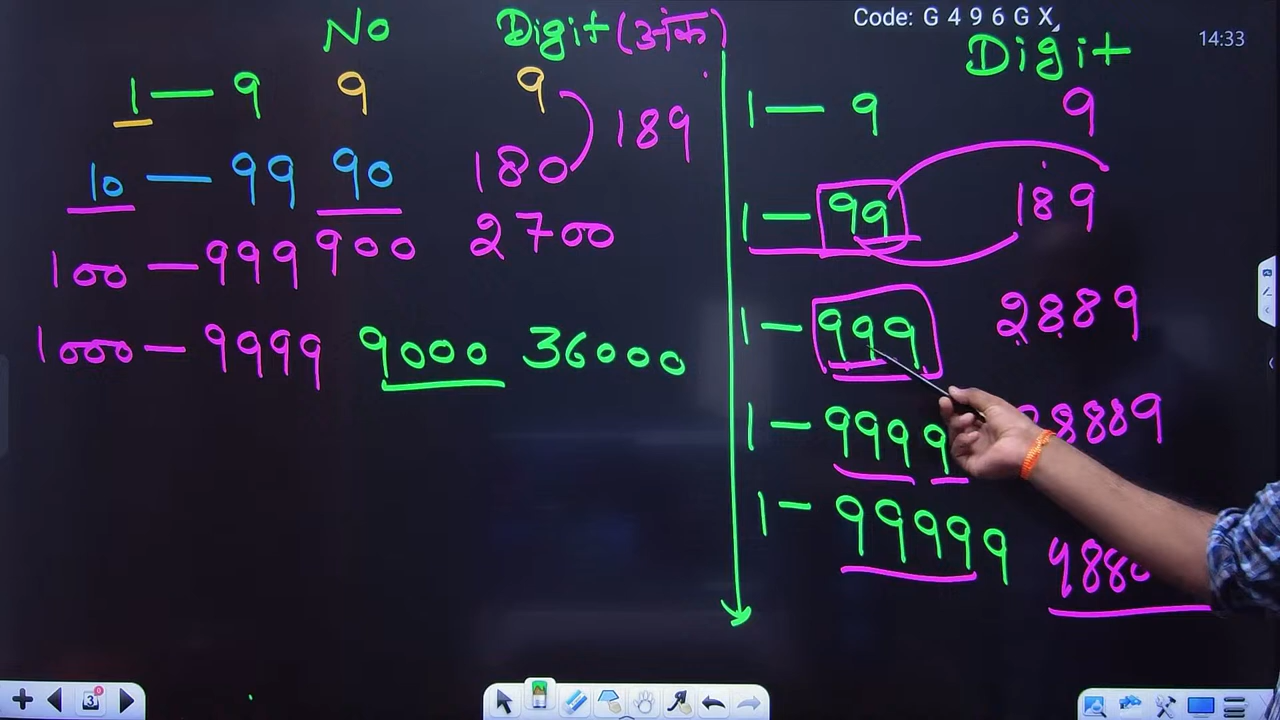 Code: G 4 9 6 G X
14:33
No Digit (अंक)
1 — 9 9 9
10 — 99 90 180 189
100 — 999 900 2700
1000 — 9999 9000 36000
Digit
1 — 9 9
1 — 99 189
1 — 999 2889
1 — 9999
1 — 99999
3